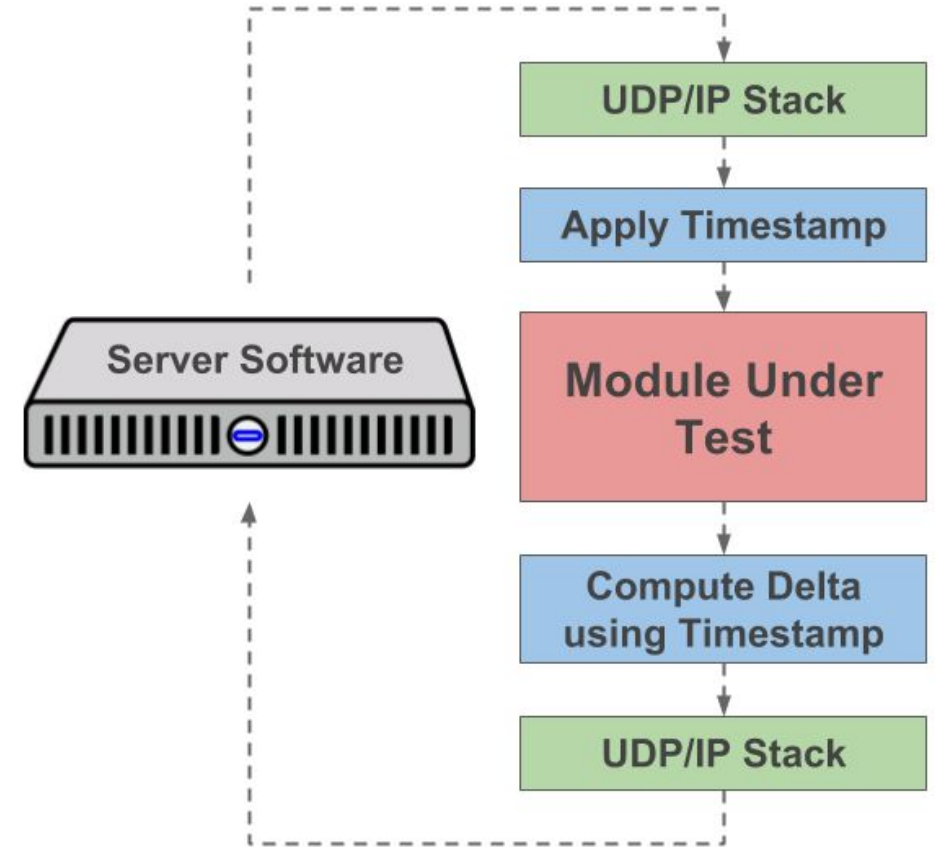 UDP/IP Stack
Apply Timestamp
Server Software
Module Under
Test
Compute Delta
using Timestamp
UDP/IP Stack